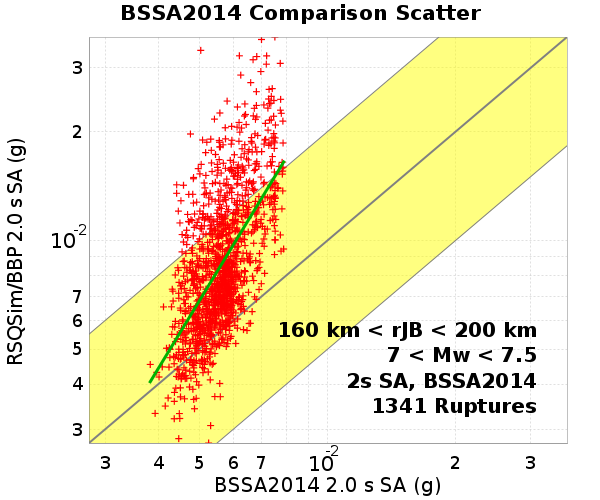 BSSA2014 Comparison Scatter
RSQSim/BBP 2.0 s SA (g)
3
2
10-2
7
6
5
4
3
160 km < rJB < 200 km
7 < Mw < 7.5
2s SA, BSSA2014
1341 Ruptures
3 4 5 6 7 10-2 2 3
BSSA2014 2.0 s SA (g)